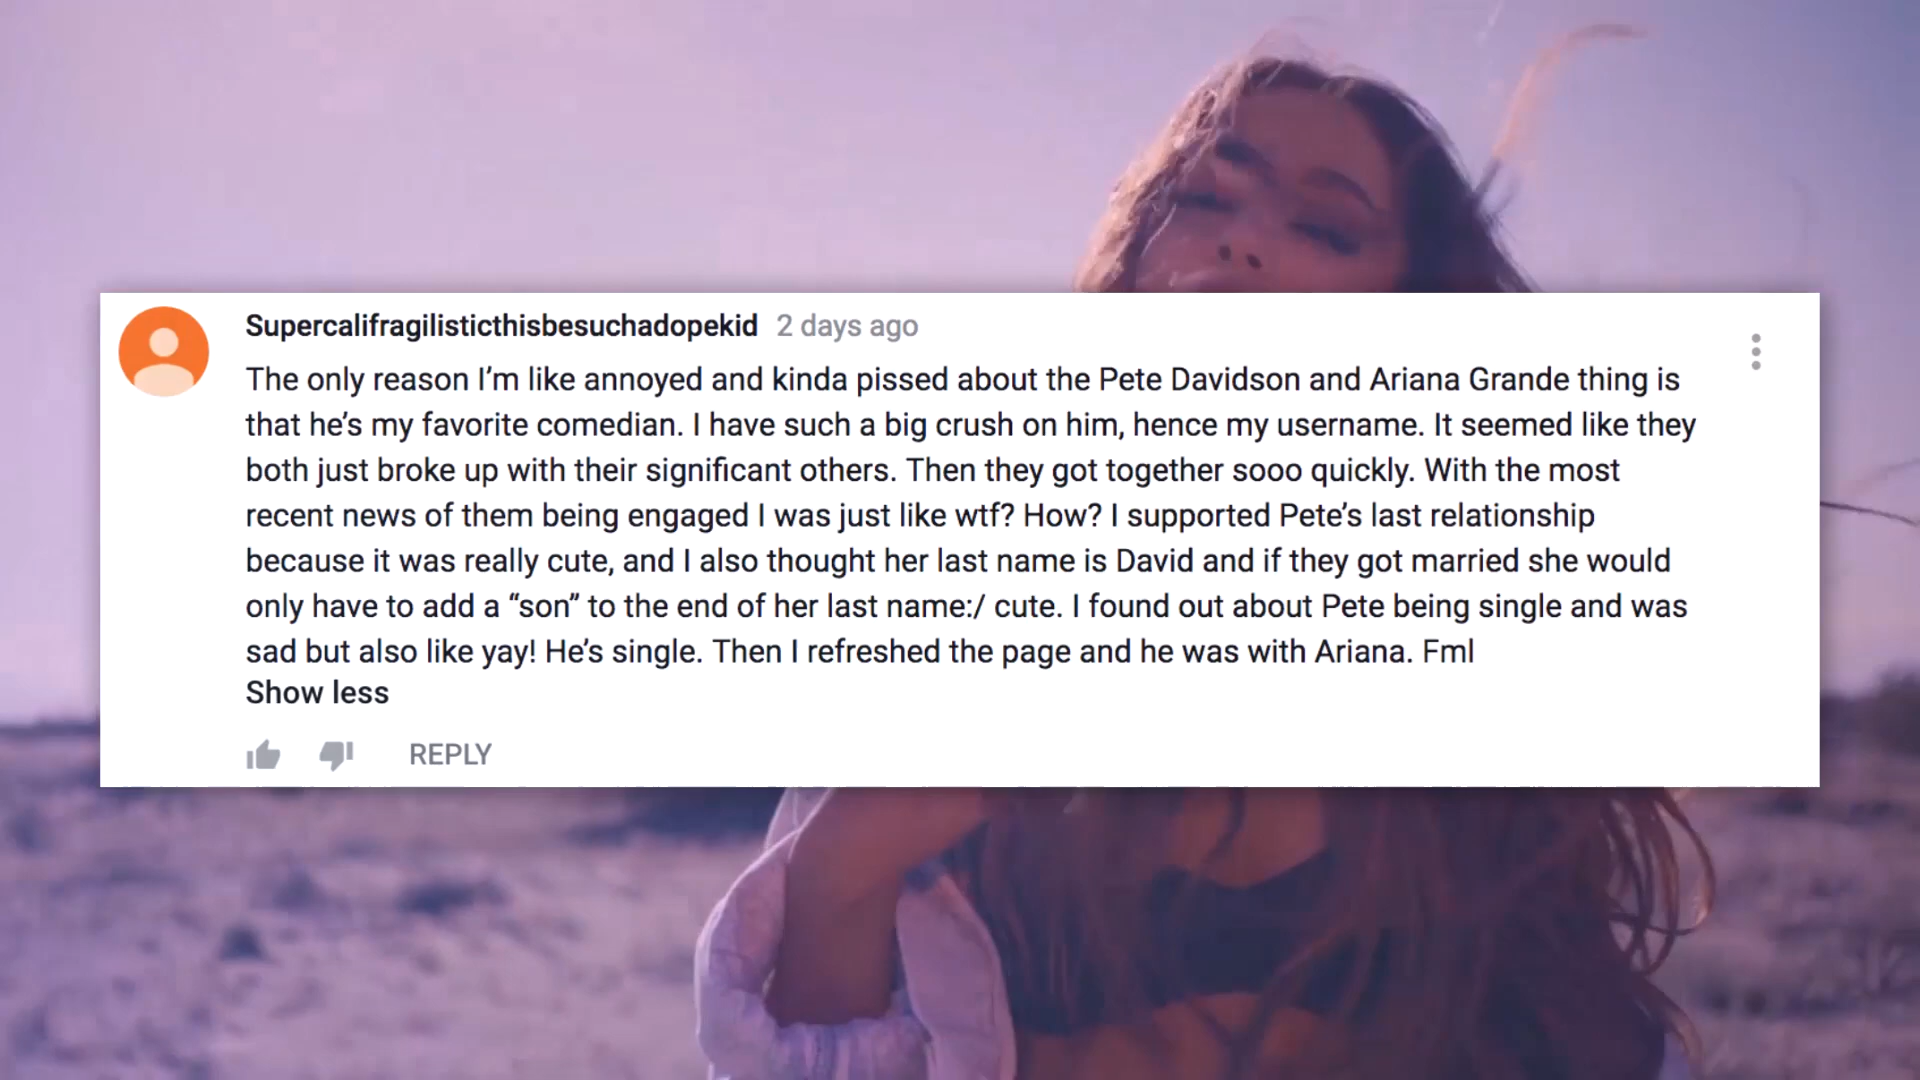 Supercalifragilisticthisbesuchadopekid 2 days ago
The only reason I’m like annoyed and kinda pissed about the Pete Davidson and Ariana Grande thing is
that he’s my favorite comedian. I have such a big crush on him, hence my username. It seemed like they
both just broke up with their significant others. Then they got together sooo quickly. With the most
recent news of them being engaged I was just like wtf? How? I supported Pete’s last relationship
because it was really cute, and I also thought her last name is David and if they got married she would
only have to add a “son” to the end of her last name:/ cute. I found out about Pete being single and was
sad but also like yay! He’s single. Then I refreshed the page and he was with Ariana. Fml
Show less
REPLY